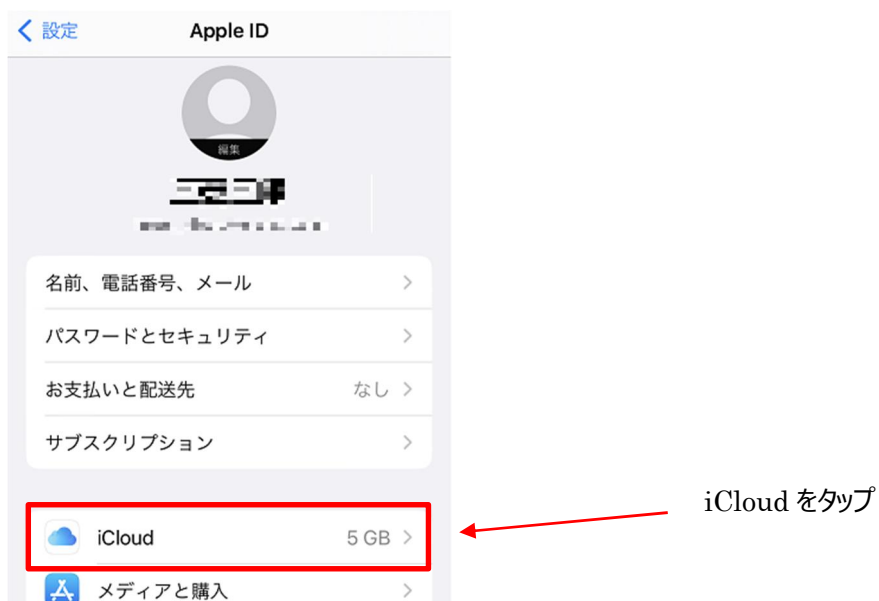 設定
Apple ID
編集
名前、電話番号、メール
パスワードとセキュリティ
お支払いと配送先 なし
サブスクリプション
iCloud 5 GB
iCloud をタップ
メディアと購入